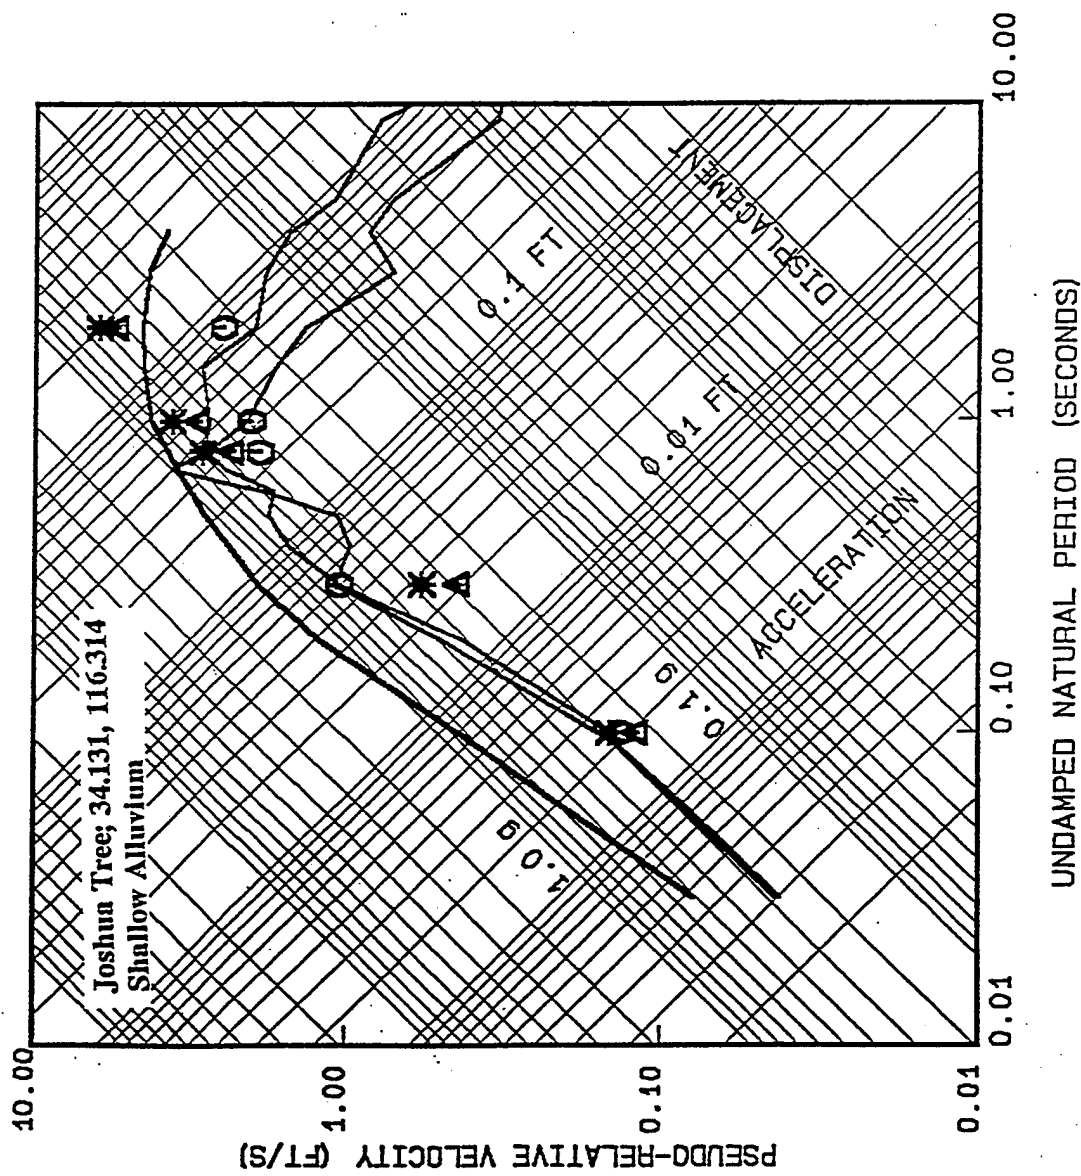 Joshua Tree; 34.131, 116.314
Shallow Alluvium
PSEUDO-RELATIVE VELOCITY (FT/S)
10.00
1.00
0.10
0.01
1.0 g
0.1 g
ACCELERATION
0.01 FT
0.1 FT
DISPLACEMENT
0.01
0.10
1.00
10.00
UNDAMPED NATURAL PERIOD (SECONDS)